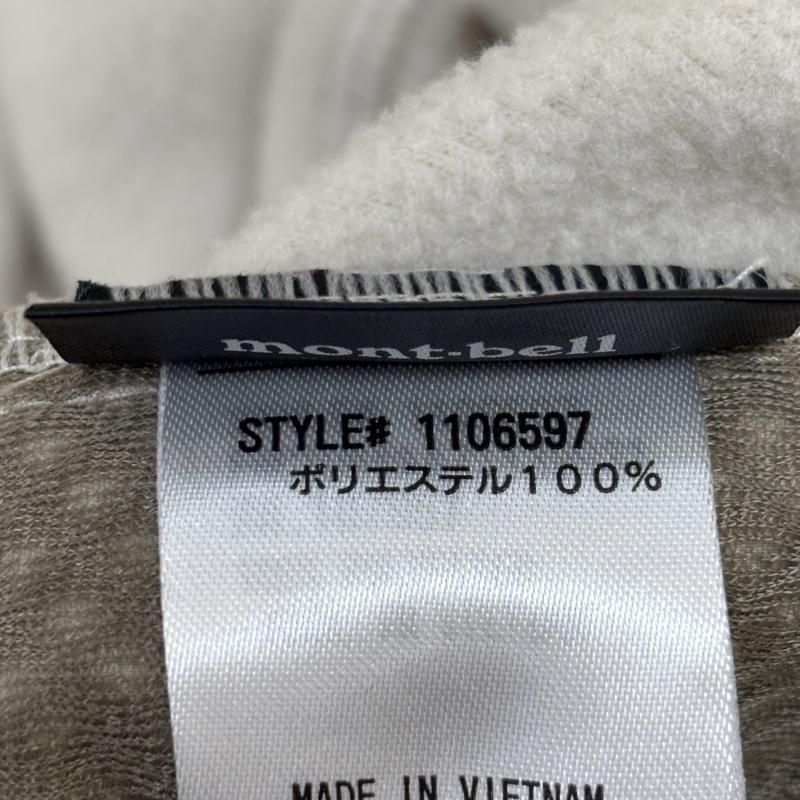 mont-bell
STYLE# 1106597
ポリエステル１００％
MADE IN VIETNAM